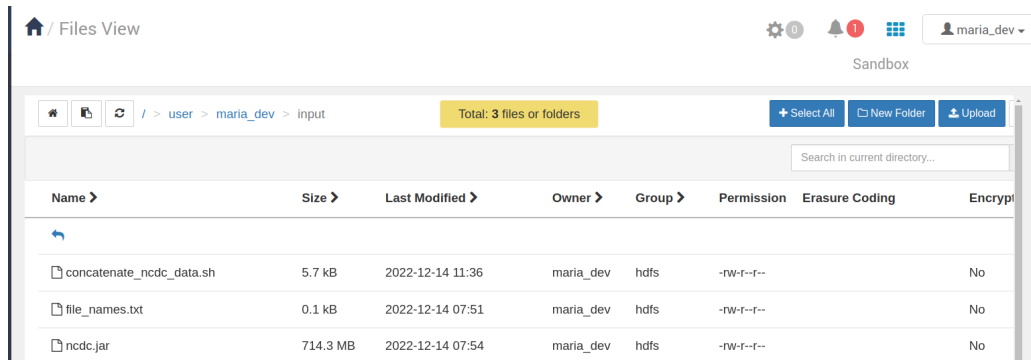 / Files View
0 1 maria_dev
Sandbox
/ > user > maria_dev > input Total: 3 files or folders Select All New Folder Upload
Search in current directory...
Name Size Last Modified Owner Group Permission Erasure Coding Encrypt
concatenate_ncdc_data.sh 5.7 kB 2022-12-14 11:36 maria_dev hdfs -rw-r--r-- No
file_names.txt 0.1 kB 2022-12-14 07:51 maria_dev hdfs -rw-r--r-- No
ncdc.jar 714.3 MB 2022-12-14 07:54 maria_dev hdfs -rw-r--r-- No